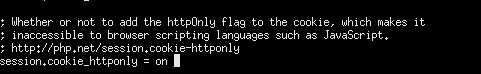 ; Whether or not to add the httpOnly flag to the cookie, which makes it
; inaccessible to browser scripting languages such as JavaScript.
; http://php.net/session.cookie-httponly
session.cookie_httponly = on